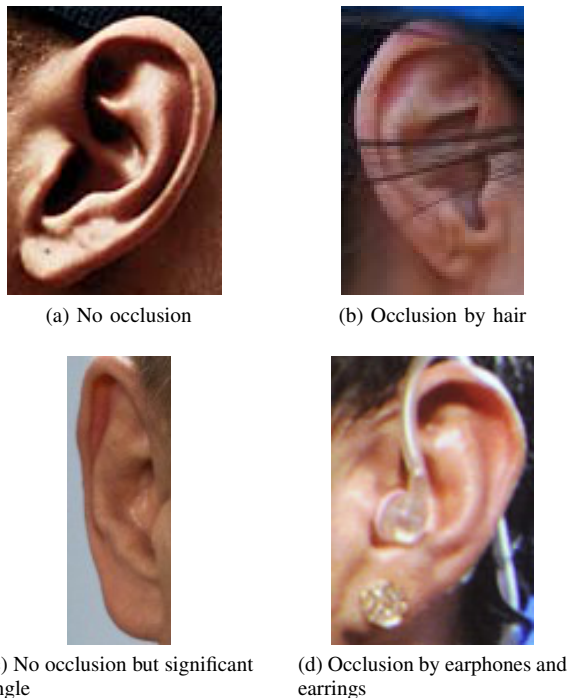 (a) No occlusion
(b) Occlusion by hair
) No occlusion but significant
ngle
(d) Occlusion by earphones and
earrings